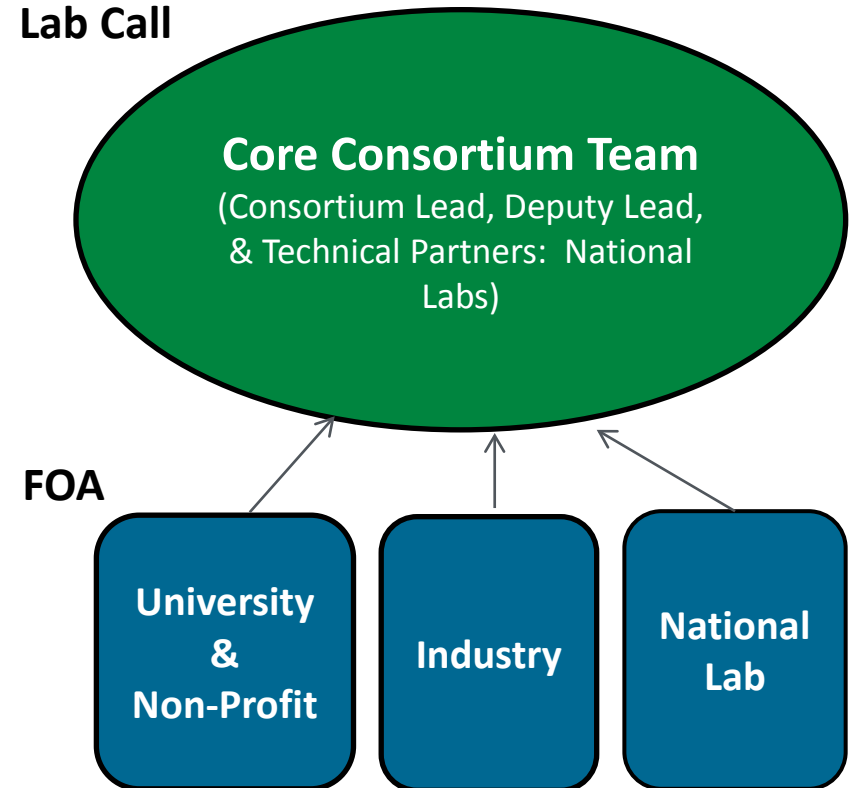 Lab Call
Core Consortium Team
(Consortium Lead, Deputy Lead,
& Technical Partners:  National
Labs)
FOA
University
&
Non-Profit
Industry
National
Lab